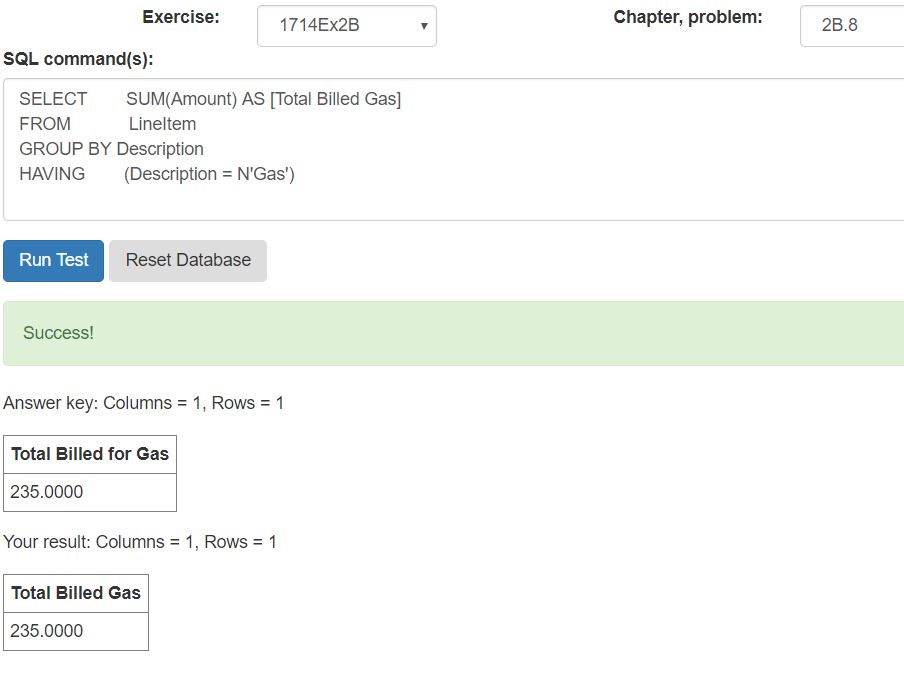 Exercise: 1714Ex2B Chapter, problem: 2B.8
SQL command(s):
SELECT SUM(Amount) AS [Total Billed Gas]
FROM LineItem
GROUP BY Description
HAVING (Description = N'Gas')
Run Test Reset Database
Success!
Answer key: Columns = 1, Rows = 1
Total Billed for Gas
235.0000
Your result: Columns = 1, Rows = 1
Total Billed Gas
235.0000